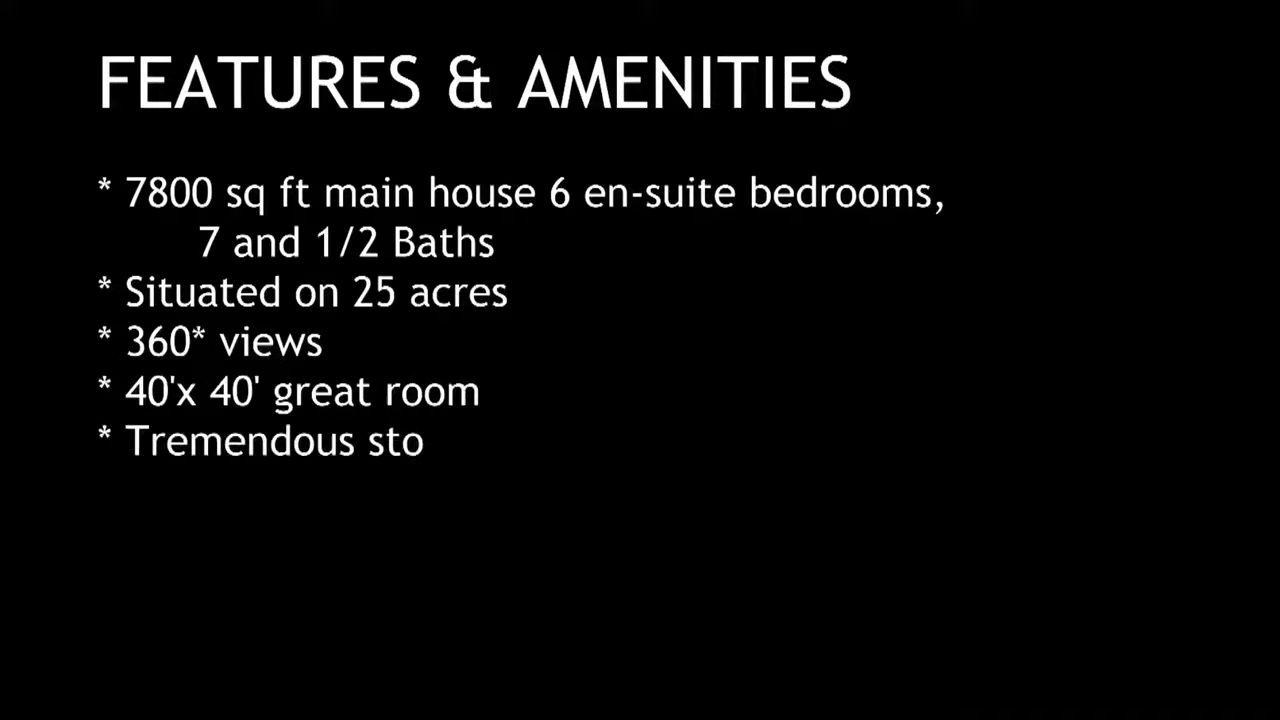 FEATURES & AMENITIES
* 7800 sq ft main house 6 en-suite bedrooms,
7 and 1/2 Baths
* Situated on 25 acres
* 360* views
* 40'x 40' great room
* Tremendous sto